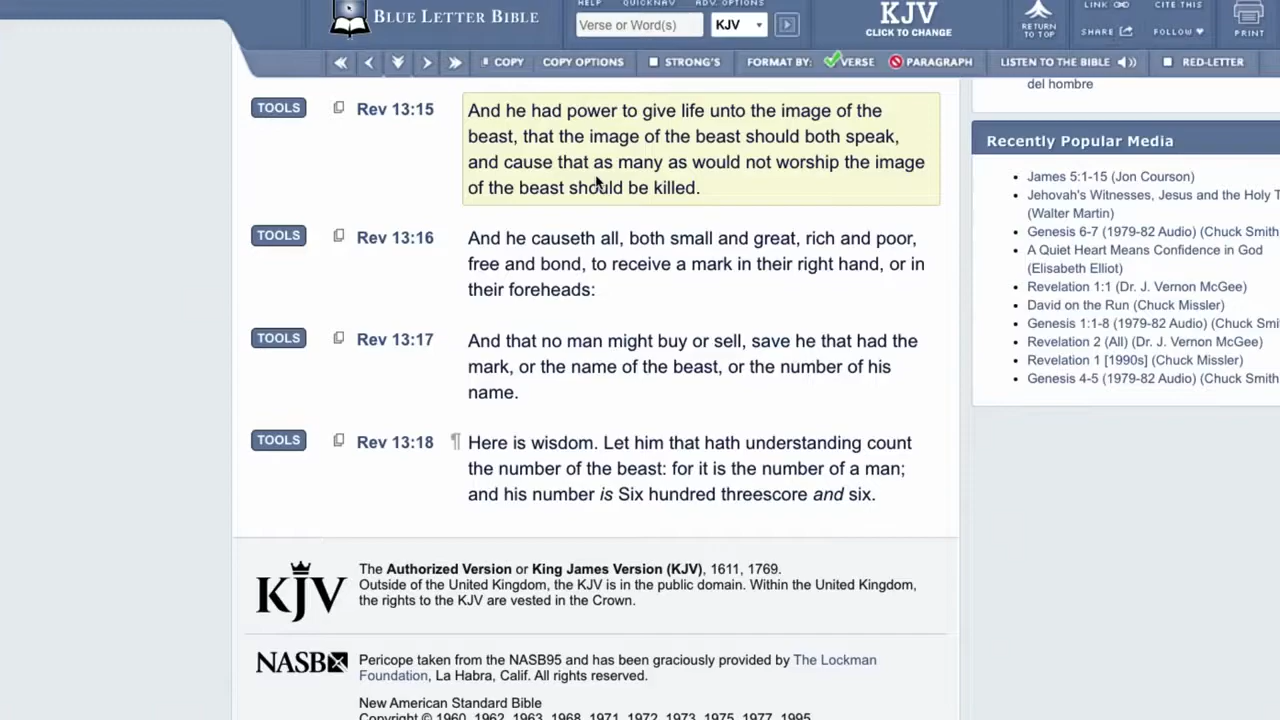 HELP QUICKNAV ADV. OPTIONS
BLUE LETTER BIBLE
Verse or Word(s)
KJV
KJV
CLICK TO CHANGE
RETURN
TO TOP
LINK
CITE THIS
SHARE
FOLLOW
PRINT
COPY
COPY OPTIONS
STRONG'S
FORMAT BY:
VERSE
PARAGRAPH
LISTEN TO THE BIBLE
RED-LETTER
TOOLS
Rev 13:15
And he had power to give life unto the image of the
beast, that the image of the beast should both speak,
and cause that as many as would not worship the image
of the beast should be killed.
TOOLS
Rev 13:16
And he causeth all, both small and great, rich and poor,
free and bond, to receive a mark in their right hand, or in
their foreheads:
TOOLS
Rev 13:17
And that no man might buy or sell, save he that had the
mark, or the name of the beast, or the number of his
name.
TOOLS
Rev 13:18
¶ Here is wisdom. Let him that hath understanding count
the number of the beast: for it is the number of a man;
and his number is Six hundred threescore and six.
KJV
The Authorized Version or King James Version (KJV), 1611, 1769.
Outside of the United Kingdom, the KJV is in the public domain. Within the United Kingdom,
the rights to the KJV are vested in the Crown.
NASB
Pericope taken from the NASB95 and has been graciously provided by The Lockman
Foundation, La Habra, Calif. All rights reserved.
New American Standard Bible
Copyright © 1960, 1962, 1963, 1968, 1971, 1972, 1973, 1975, 1977, 1995
del hombre
Recently Popular Media
James 5:1-15 (Jon Courson)
Jehovah's Witnesses, Jesus and the Holy T
(Walter Martin)
Genesis 6-7 (1979-82 Audio) (Chuck Smith
A Quiet Heart Means Confidence in God
(Elisabeth Elliot)
Revelation 1:1 (Dr. J. Vernon McGee)
David on the Run (Chuck Missler)
Genesis 1:1-8 (1979-82 Audio) (Chuck Smi
Revelation 2 (All) (Dr. J. Vernon McGee)
Revelation 1 [1990s] (Chuck Missler)
Genesis 4-5 (1979-82 Audio) (Chuck Smith